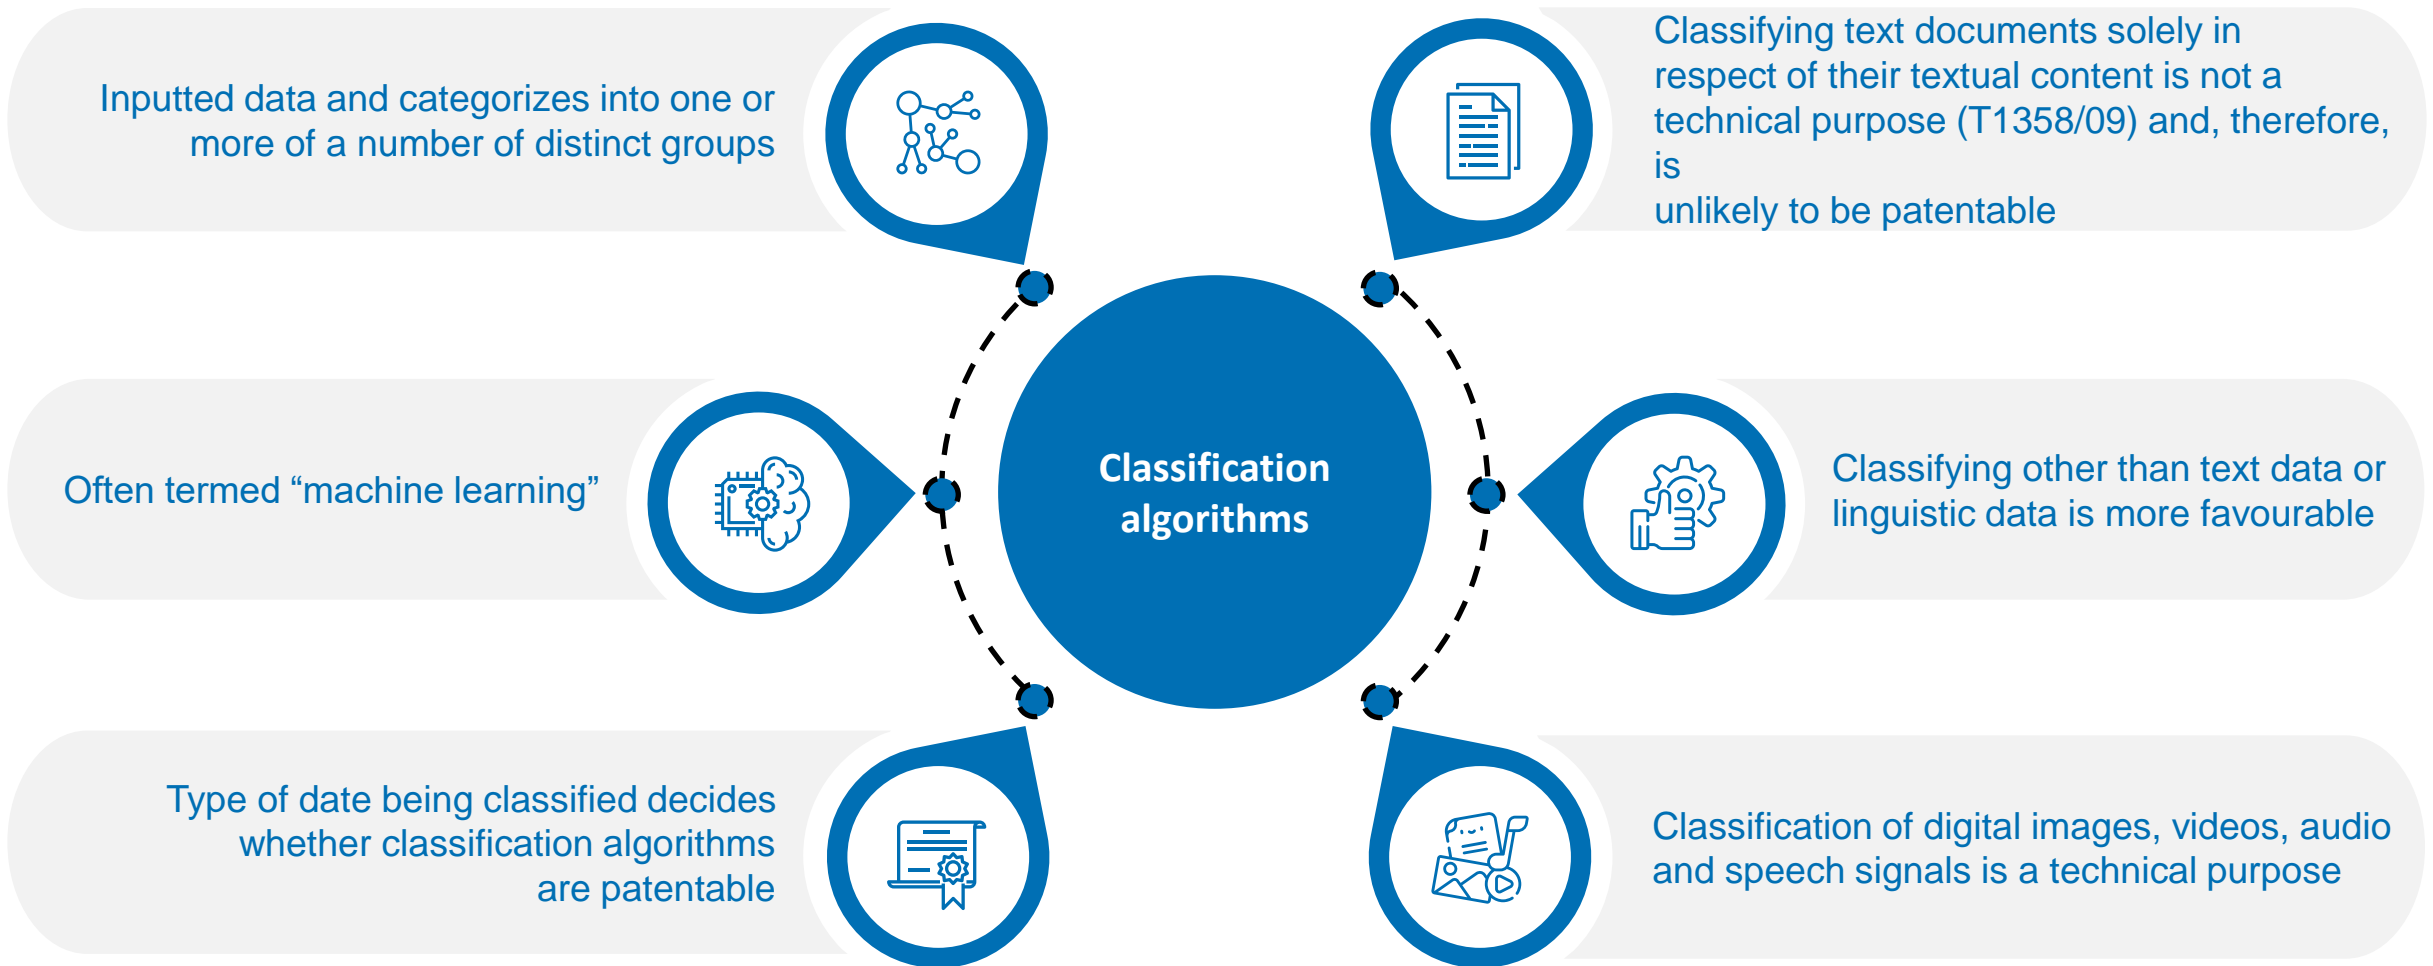 Inputted data and categorizes into one or
more of a number of distinct groups
Often termed “machine learning”
Type of date being classified decides
whether classification algorithms
are patentable
Classification
algorithms
Classifying text documents solely in
respect of their textual content is not a
technical purpose (T1358/09) and, therefore,
is
unlikely to be patentable
Classifying other than text data or
linguistic data is more favourable
Classification of digital images, videos, audio
and speech signals is a technical purpose